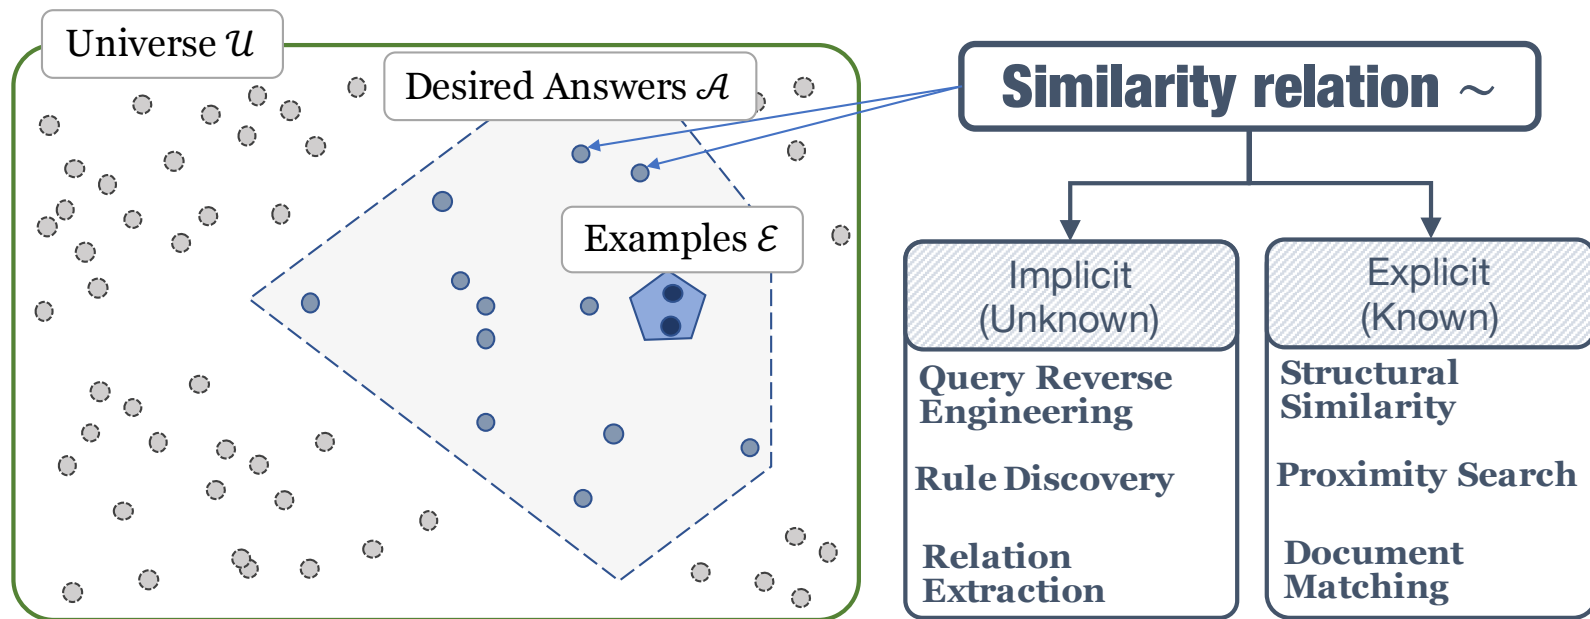 Universe 𝒰
Desired Answers 𝒜
Examples ℰ
Similarity relation ~
Implicit
(Unknown)
Query Reverse
Engineering
Rule Discovery
Relation
Extraction
Explicit
(Known)
Structural
Similarity
Proximity Search
Document
Matching